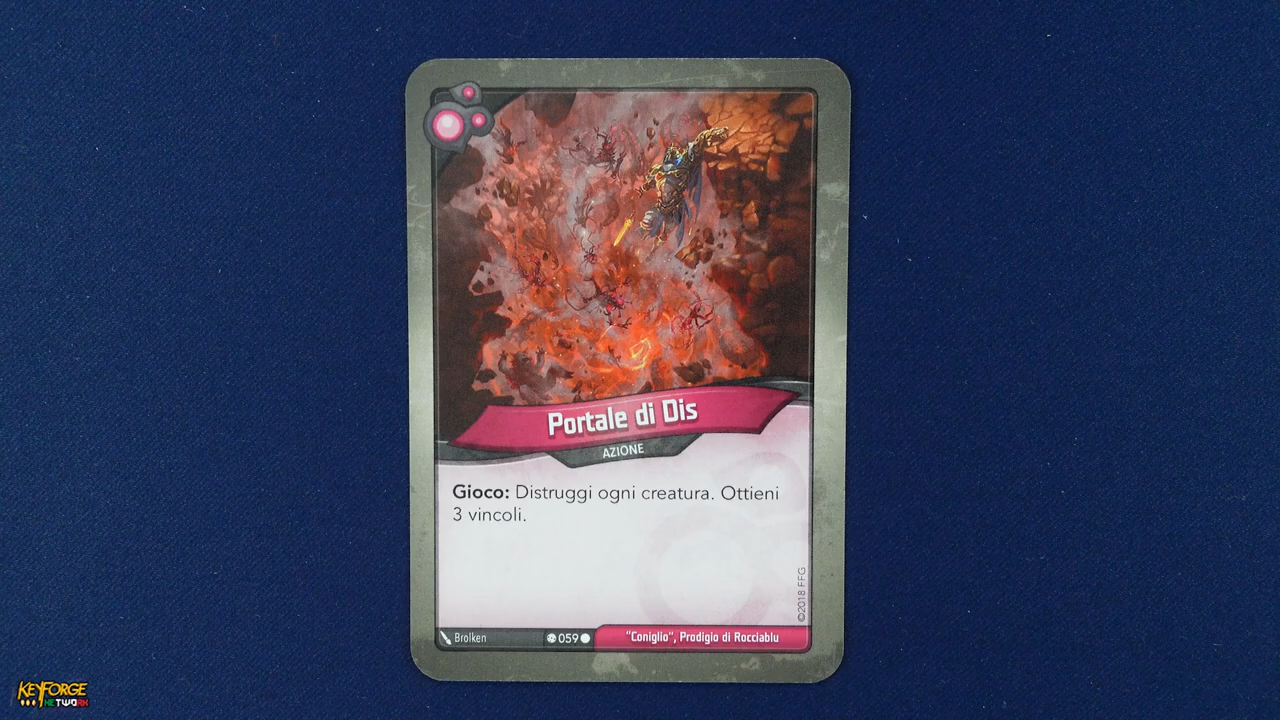 Portale di Dis
AZIONE
Gioco: Distruggi ogni creatura. Ottieni
3 vincoli.
©2018 FFG
Brolken
059
"Coniglio", Prodigio di Rocciablu
KEYFORGE
NETWORK